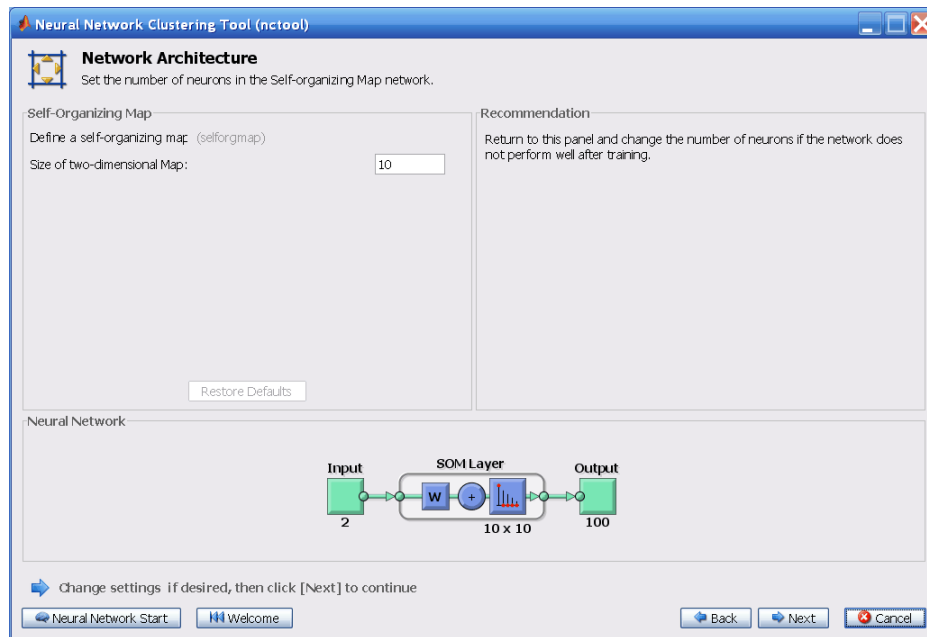 Neural Network Clustering Tool (nctool)
Network Architecture
Set the number of neurons in the Self-organizing Map network.
Self-Organizing Map
Define a self-organizing map. (selforgmap)
Size of two-dimensional Map:
10
Restore Defaults
Recommendation
Return to this panel and change the number of neurons if the network does
not perform well after training.
Neural Network
Input
SOM Layer
Output
W
+
2
10 x 10
100
Change settings if desired, then click [Next] to continue
Neural Network Start
Welcome
Back
Next
Cancel